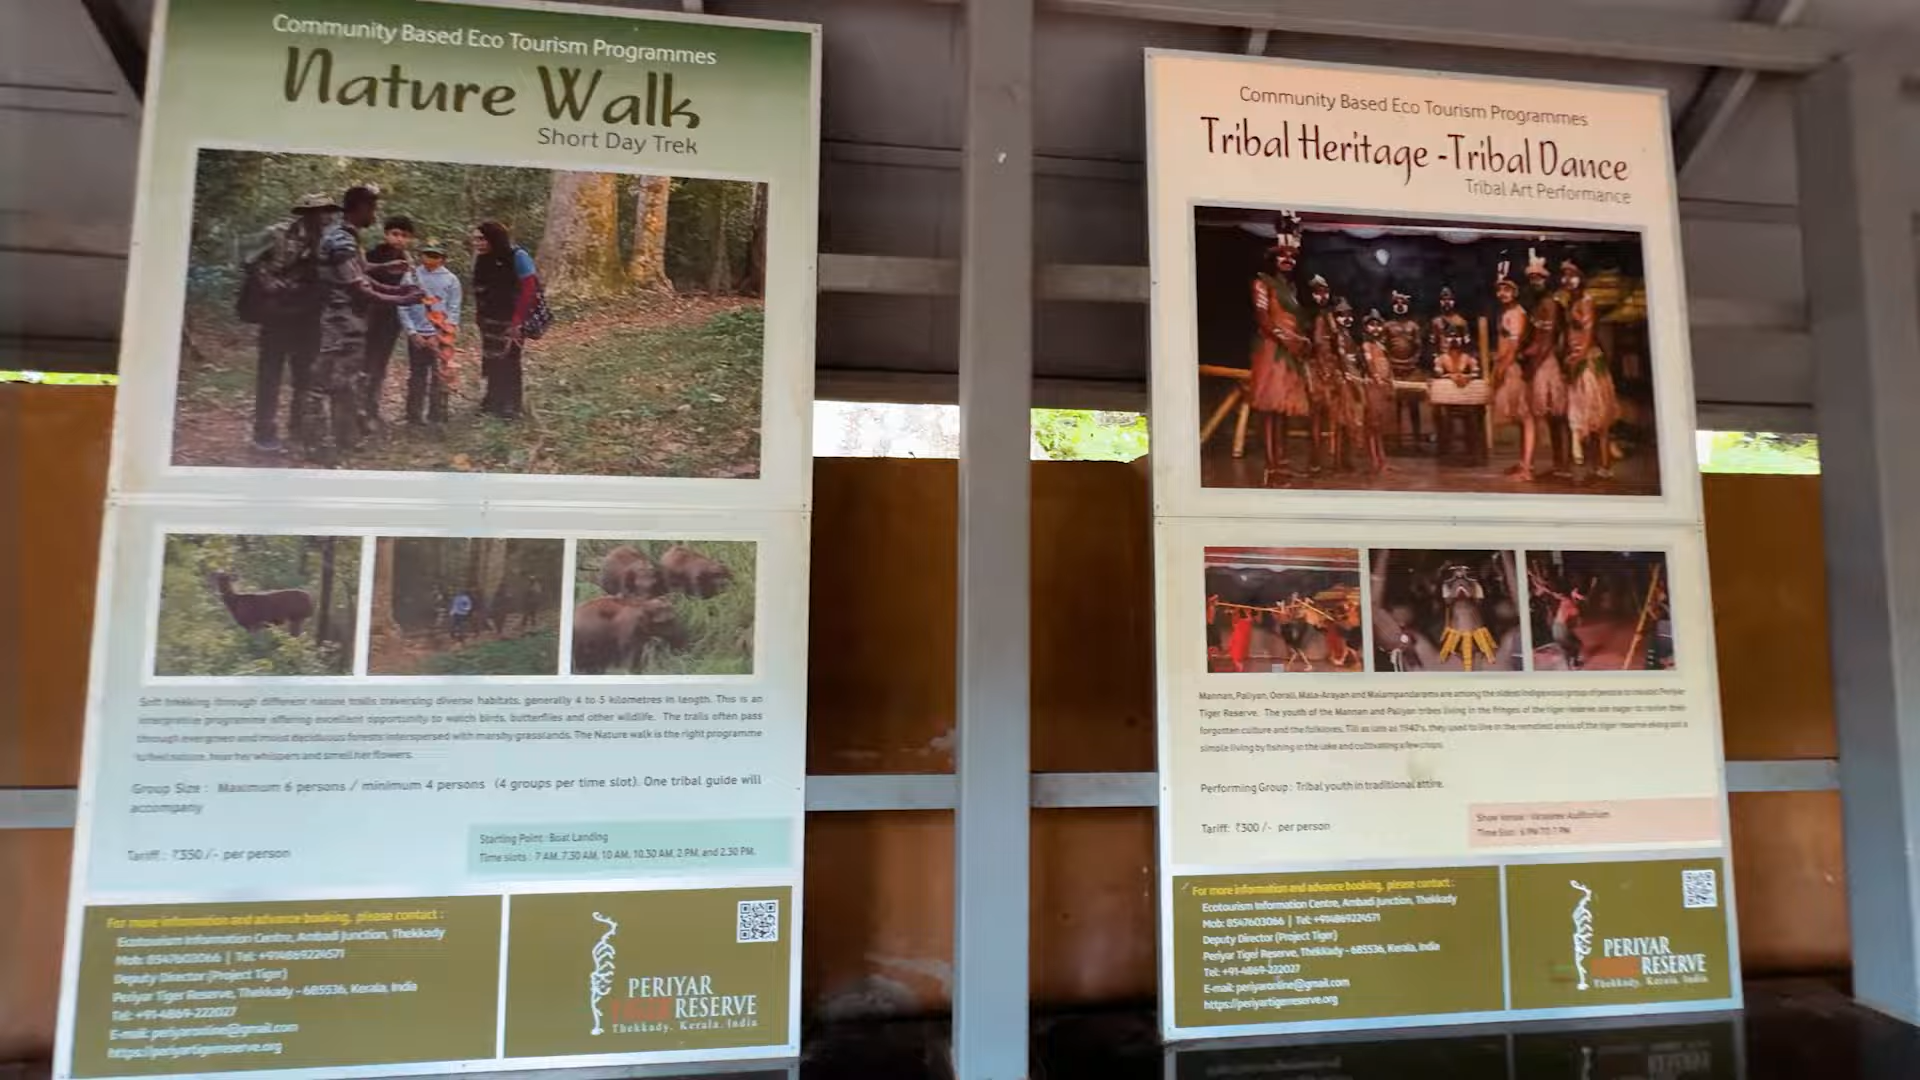 Community Based Eco Tourism Programmes
Nature Walk
Short Day Trek
Soft trekking through different nature trails traversing diverse habitats, generally 4 to 5 kilometres in length. This is an
interpretive programme offering excellent opportunity to watch birds, butterflies and other wildlife. The trails often pass
through evergreen and moist deciduous forests interspersed with marshy grasslands. The Nature walk is the right programme
to feel nature, hear her whispers and smell her flowers.
Group Size : Maximum 6 persons / minimum 4 persons (4 groups per time slot). One tribal guide will
accompany
Tariff : ₹350 /- per person
Starting Point : Boat Landing
Time slots : 7 AM, 7.30 AM, 10 AM, 10.30 AM, 2 PM, and 2.30 PM.
For more information and advance booking, please contact :
Ecotourism Information Centre, Ambadi Junction, Thekkady
Mob: 8547603066 | Tel: +914869224571
Deputy Director (Project Tiger)
Periyar Tiger Reserve, Thekkady - 685536, Kerala, India
Tel: +91-4869-222027
E-mail: periyaronline@gmail.com
https://periyartigerreserve.org
PERIYAR
TIGER RESERVE
Thekkady, Kerala, India
Community Based Eco Tourism Programmes
Tribal Heritage -Tribal Dance
Tribal Art Performance
Mannan, Paliyan, Oorali, Mala-Arayan and Malampandarams are among the oldest indigenous group of people to inhabit Periyar
Tiger Reserve. The youth of the Mannan and Paliyan tribes living in the fringes of the tiger reserve are eager to revive their
forgotten culture and the folklores. Till as late as 1940's, they used to live in the remotest areas of the tiger reserve eking out a
simple living by fishing in the lake and cultivating a few crops.
Performing Group : Tribal youth in traditional attire.
Tariff: ₹300 /- per person
Show Venue : Auditorium
Time Slot : 6 PM TO 7 PM
For more information and advance booking, please contact :
Ecotourism Information Centre, Ambadi Junction, Thekkady
Mob: 8547603066 | Tel: +914869224571
Deputy Director (Project Tiger)
Periyar Tiger Reserve, Thekkady - 685536, Kerala, India
Tel: +91-4869-222027
E-mail: periyaronline@gmail.com
https://periyartigerreserve.org
PERIYAR
TIGER RESERVE
Thekkady, Kerala, India